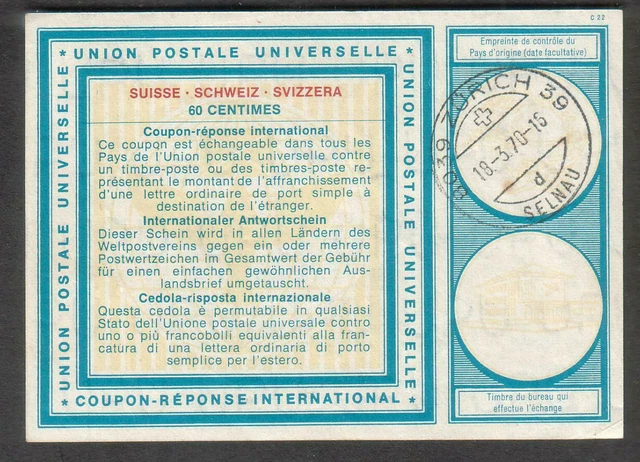 C 22
* UNION POSTALE UNIVERSELLE *
UNION POSTALE UNIVERSELLE
UNION POSTALE UNIVERSELLE
SUISSE · SCHWEIZ · SVIZZERA
60 CENTIMES
Coupon-réponse international
Ce coupon est échangeable dans tous les
Pays de l'Union postale universelle contre
un timbre-poste ou des timbres-poste re-
présentant le montant de l'affranchissement
d'une lettre ordinaire de port simple à
destination de l'étranger.
Internationaler Antwortschein
Dieser Schein wird in allen Ländern des
Weltpostvereins gegen ein oder mehrere
Postwertzeichen im Gesamtwert der Gebühr
für einen einfachen gewöhnlichen Aus-
landsbrief umgetauscht.
Cedola-risposta internazionale
Questa cedola è permutabile in qualsiasi
Stato dell'Unione postale universale contro
uno o più francobolli equivalenti alla fran-
catura di una lettera ordinaria di porto
semplice per l'estero.
* COUPON-RÉPONSE INTERNATIONAL *
Empreinte de contrôle du
Pays d'origine (date facultative)
8039 ZÜRICH 39
18.-3.70-16
d
SELNAU
Timbre du bureau qui
effectue l'échange